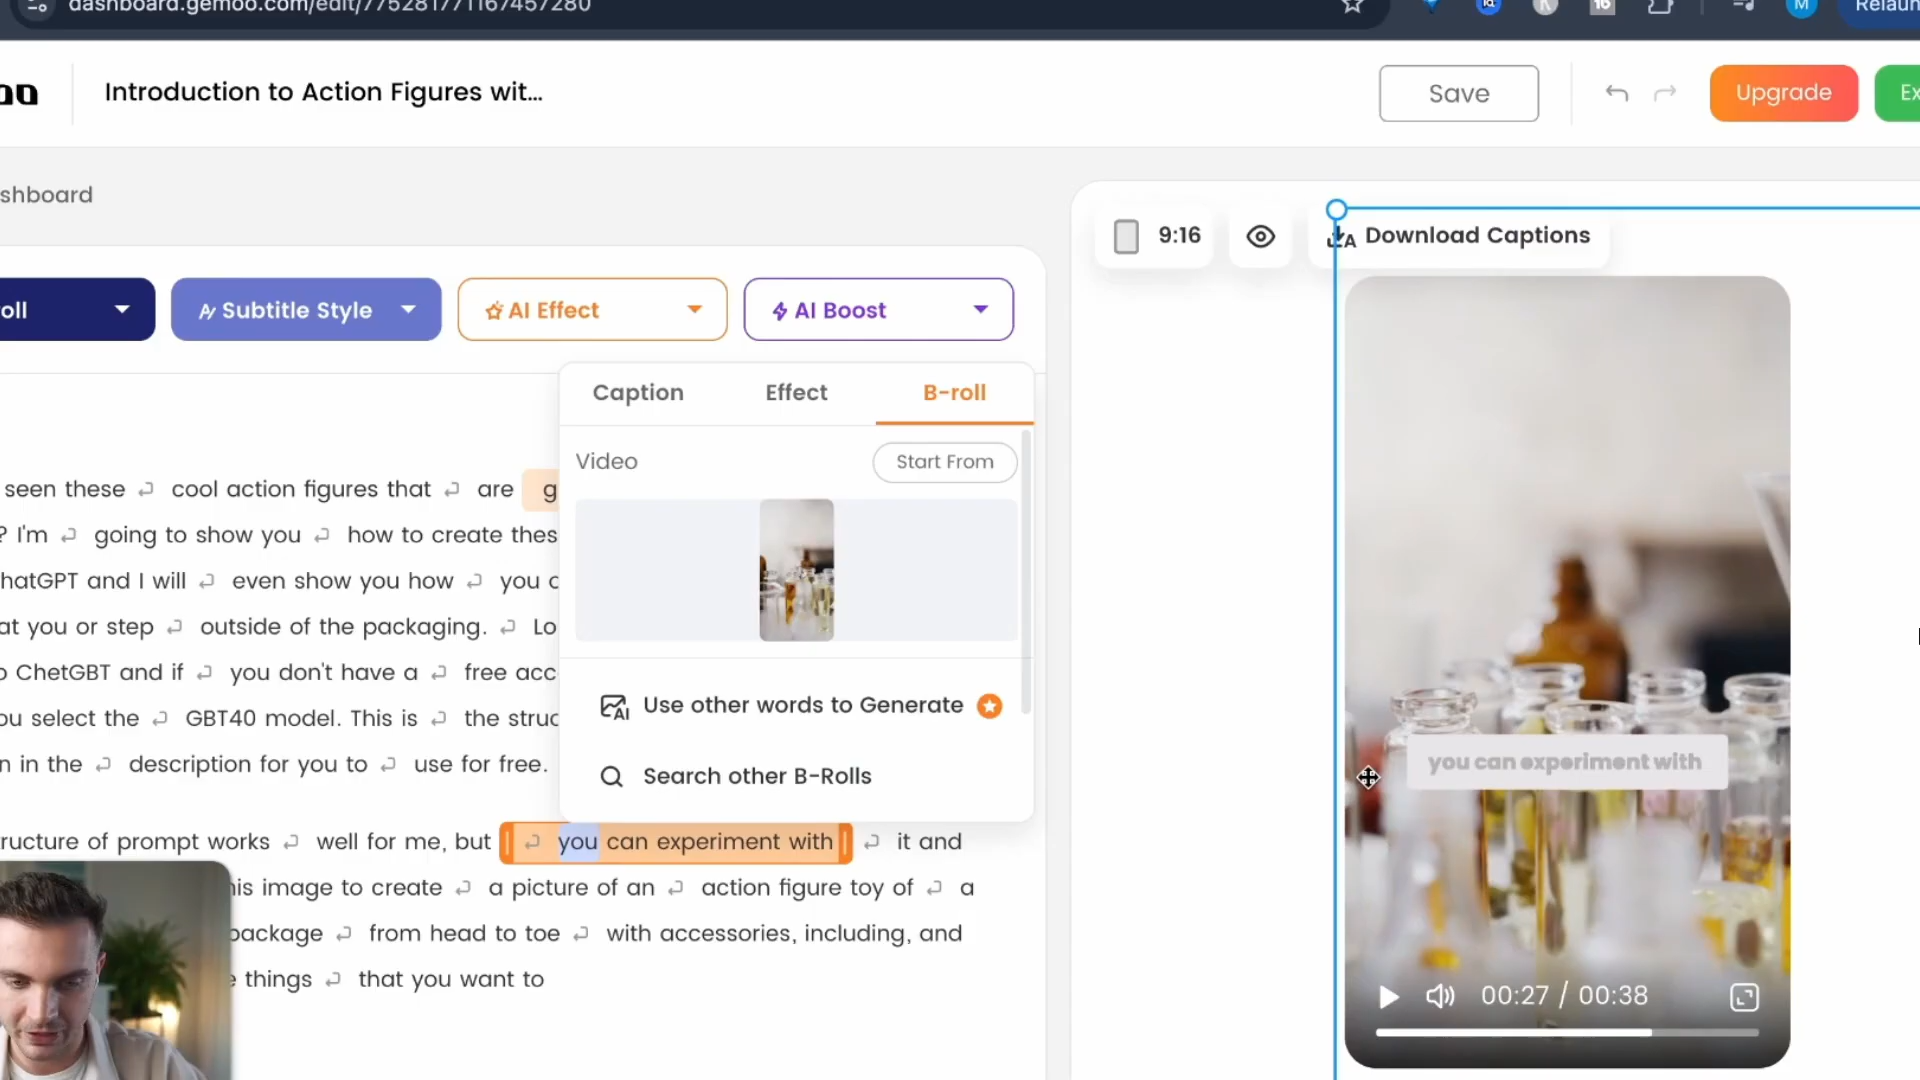 dashboard.gemoo.com/edit/775281771167457280
Relaun
Introduction to Action Figures wit...
Save
Upgrade
Ex
shboard
9:16
Download Captions
oll
Subtitle Style
AI Effect
AI Boost
Caption
Effect
B-roll
Video
Start From
seen these ↵ cool action figures that ↵ are g
? I'm ↵ going to show you ↵ how to create thes
hatGPT and I will ↵ even show you how ↵ you c
at you or step ↵ outside of the packaging. ↵ Lo
o ChetGBT and if ↵ you don't have a ↵ free acc
ou select the ↵ GBT40 model. This is ↵ the struc
n in the ↵ description for you to ↵ use for free.
Use other words to Generate
Search other B-Rolls
tructure of prompt works ↵ well for me, but ↵ you can experiment with ↵ it and
his image to create ↵ a picture of an ↵ action figure toy of ↵ a
package ↵ from head to toe ↵ with accessories, including, and
e things ↵ that you want to
you can experiment with
00:27 / 00:38